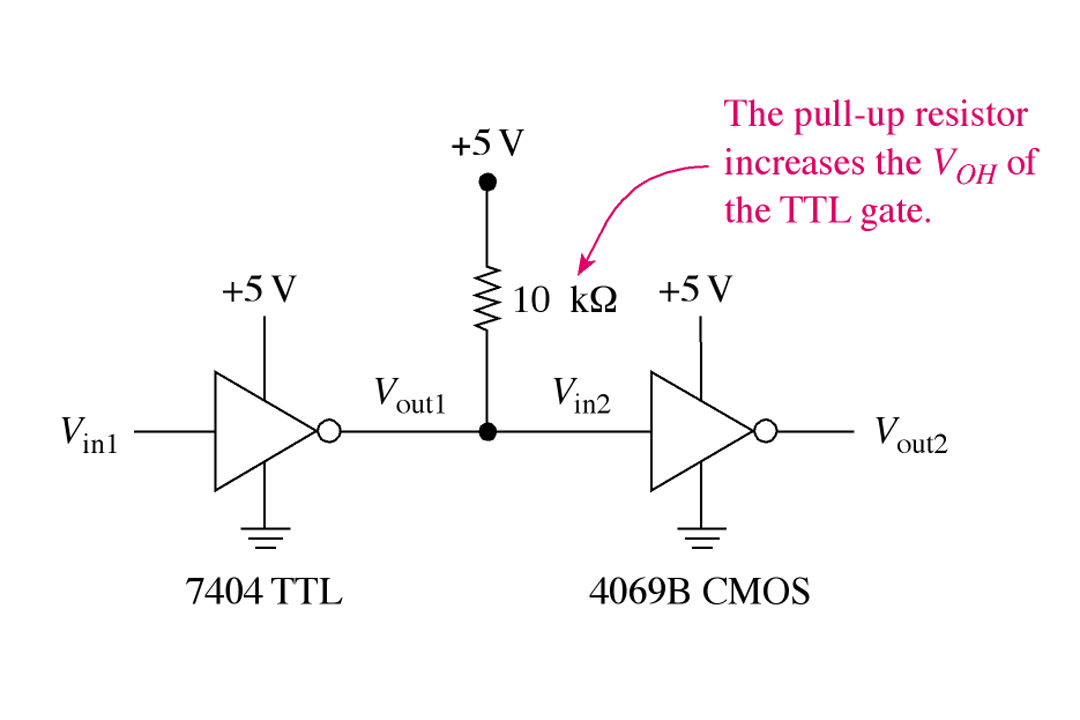 The pull-up resistor
increases the V_OH of
the TTL gate.
+5 V
10 kΩ
+5 V
+5 V
V_in1
V_out1
V_in2
V_out2
7404 TTL
4069B CMOS